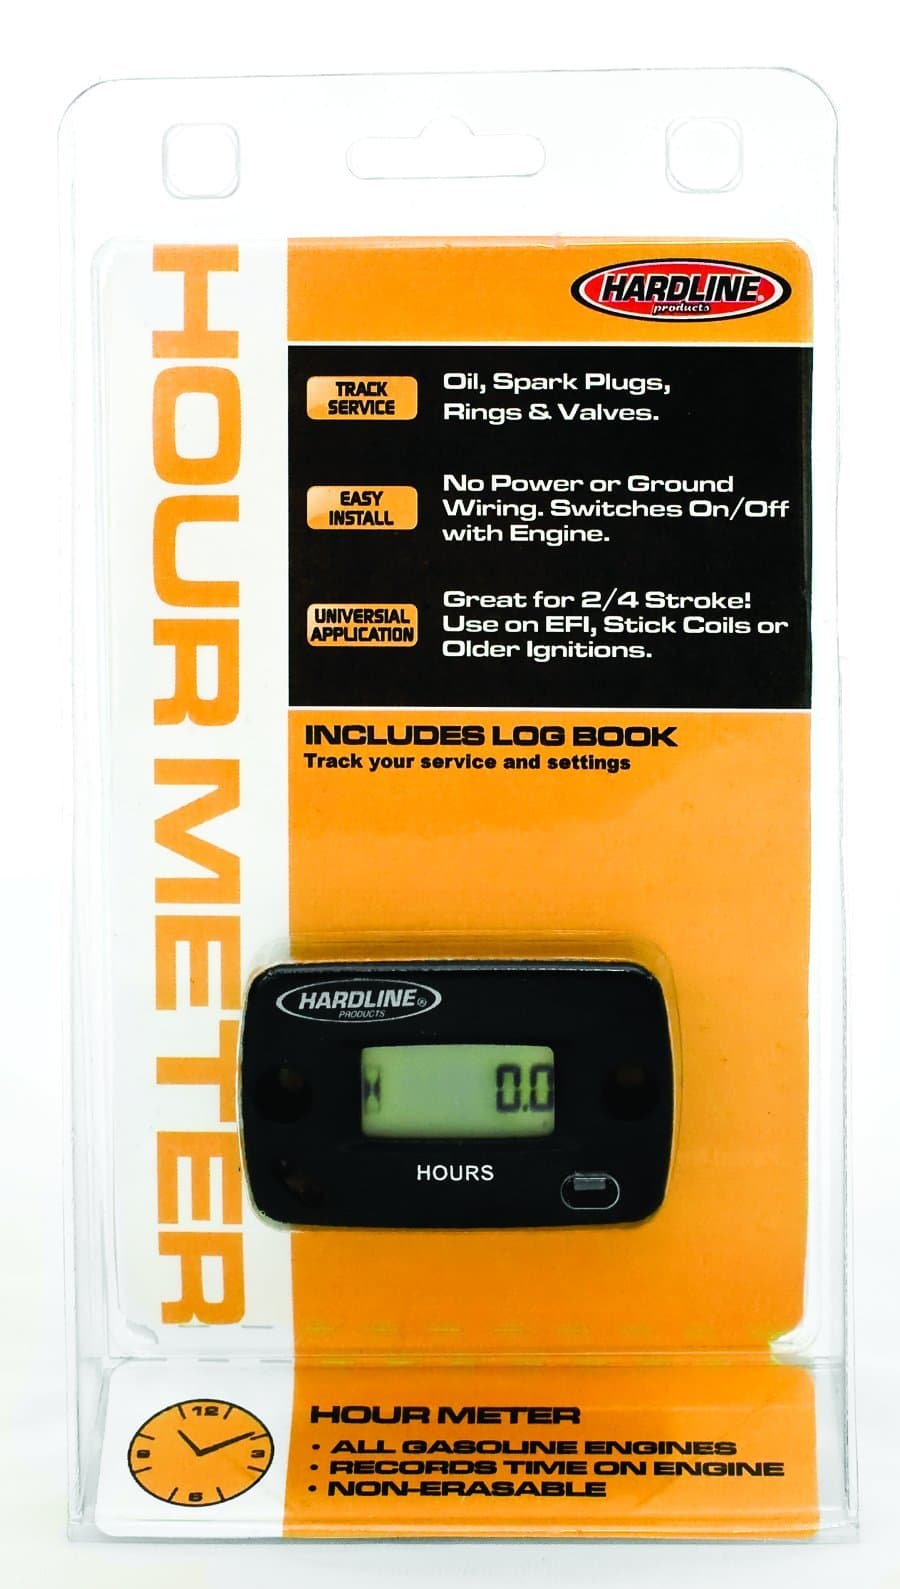 HOUR METER
HARDLINE®
products
TRACK
SERVICE
Oil, Spark Plugs,
Rings & Valves.
EASY
INSTALL
No Power or Ground
Wiring. Switches On/Off
with Engine.
UNIVERSIAL
APPLICATION
Great for 2/4 Stroke!
Use on EFI, Stick Coils or
Older Ignitions.
INCLUDES LOG BOOK
Track your service and settings
HARDLINE®
PRODUCTS
0.0
HOURS
12
3
6
9
HOUR METER
• ALL GASOLINE ENGINES
• RECORDS TIME ON ENGINE
• NON-ERASABLE